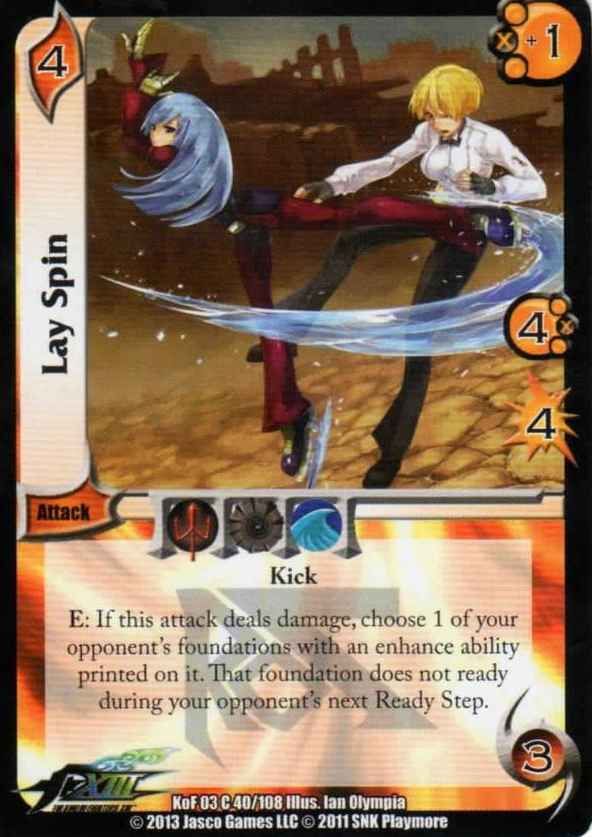 4
+1
Lay Spin
4
4
Attack
Kick
E: If this attack deals damage, choose 1 of your
opponent's foundations with an enhance ability
printed on it. That foundation does not ready
during your opponent's next Ready Step.
3
XIII
KoF 03 C 40/108 Illus. Ian Olympia
© 2013 Jasco Games LLC © 2011 SNK Playmore